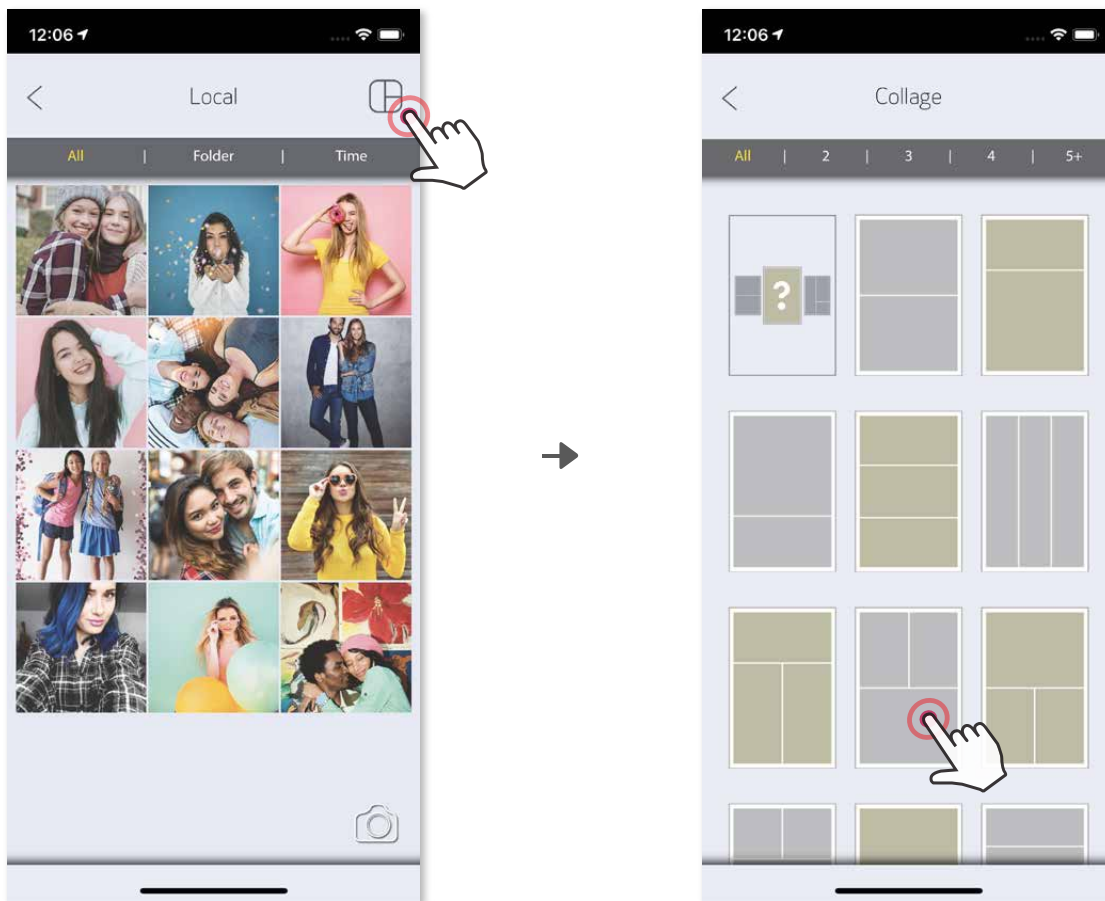 12:06
Local
All | Folder | Time
12:06
Collage
All | 2 | 3 | 4 | 5+
?